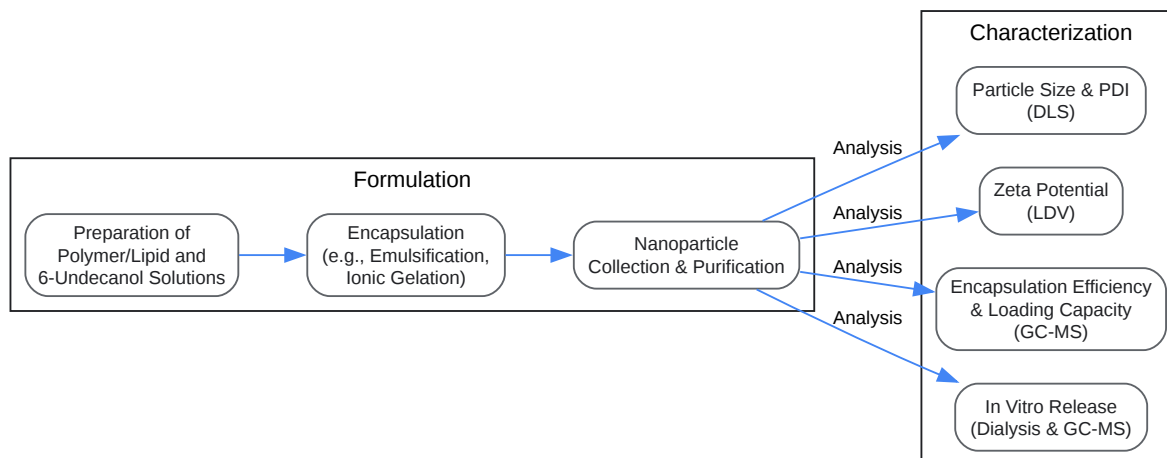 Formulation
Preparation of
Polymer/Lipid and
6-Undecanol Solutions
Encapsulation
(e.g., Emulsification,
Ionic Gelation)
Nanoparticle
Collection & Purification
Analysis
Analysis
Analysis
Analysis
Characterization
Particle Size & PDI
(DLS)
Zeta Potential
(LDV)
Encapsulation Efficiency
& Loading Capacity
(GC-MS)
In Vitro Release
(Dialysis & GC-MS)